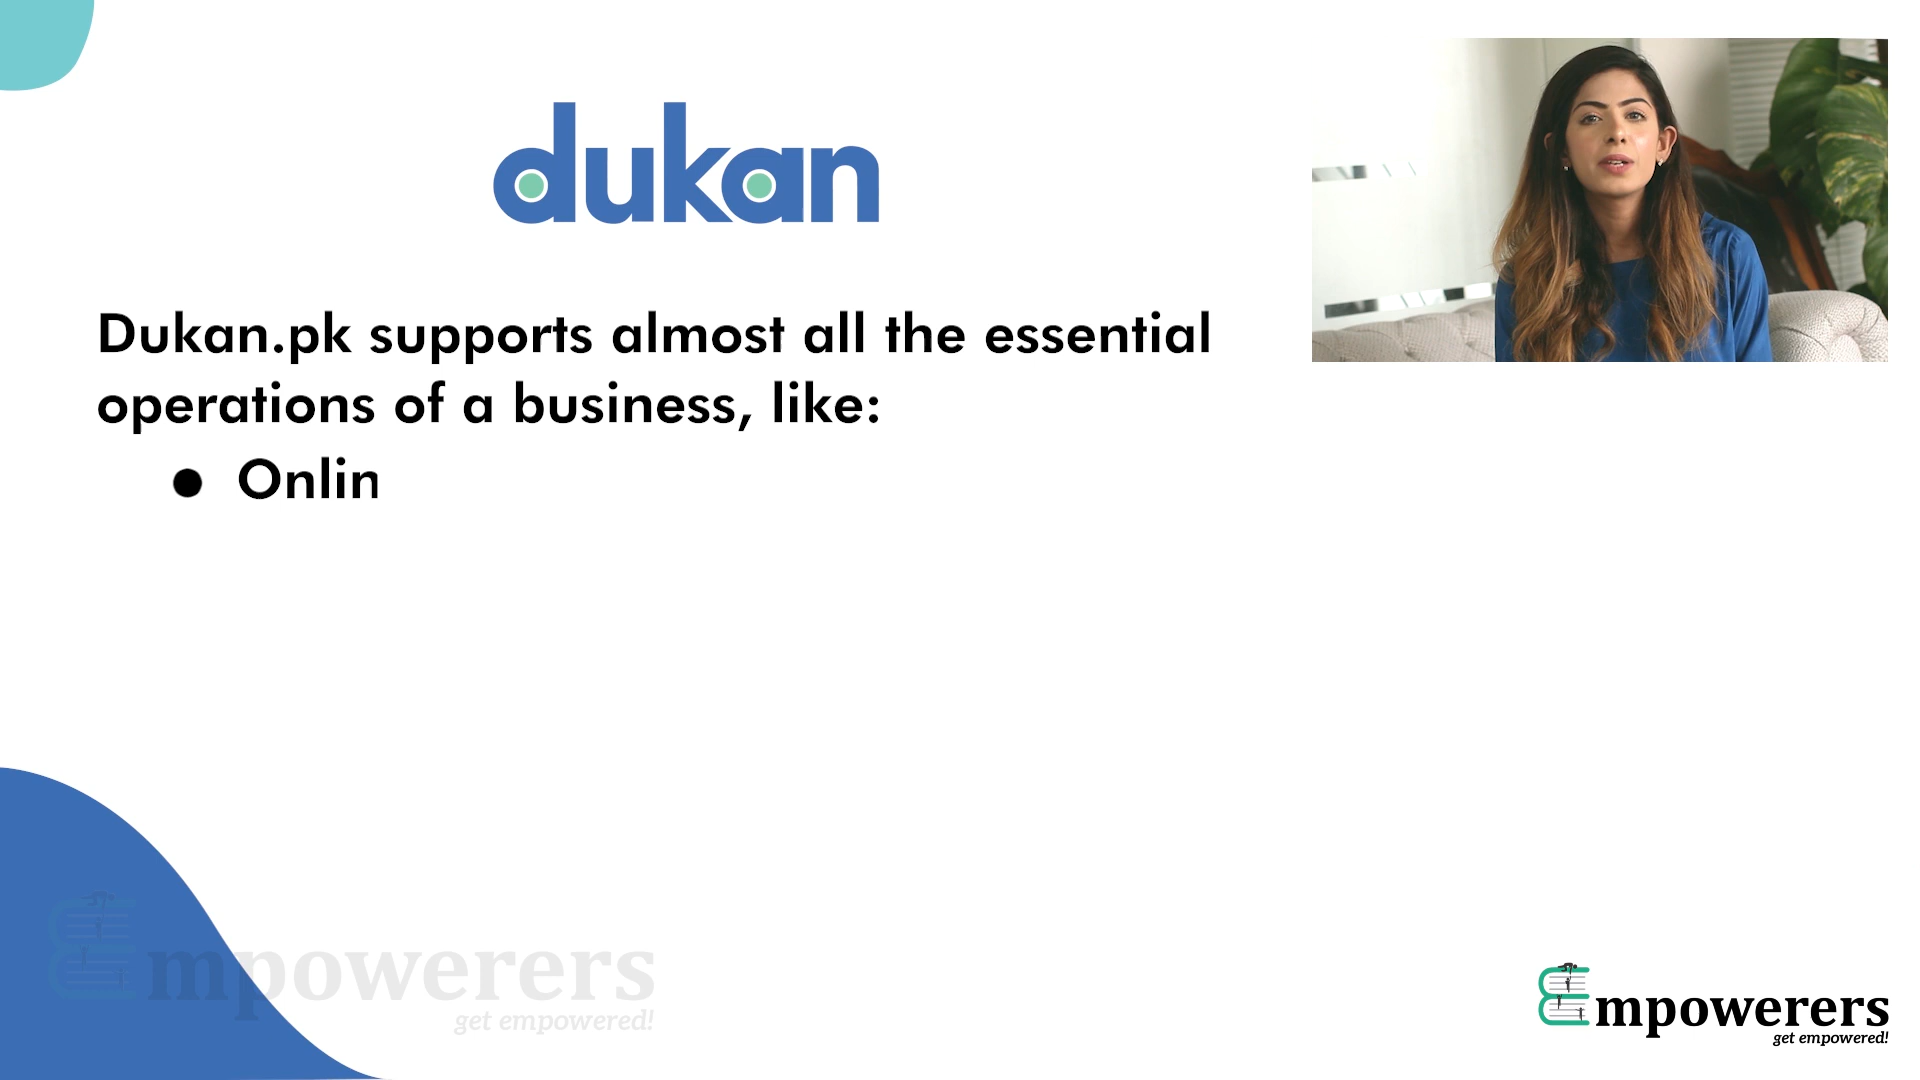 dukan
Dukan.pk supports almost all the essential
operations of a business, like:
● Onlin
Empowerers
get empowered!
Empowerers
get empowered!